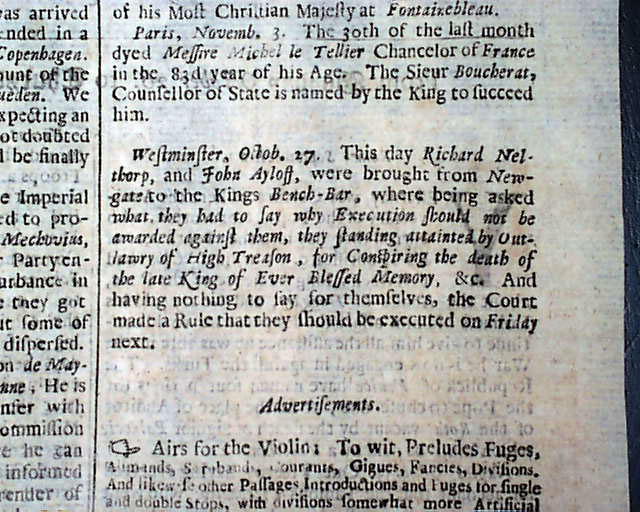 was arrived
ended in a
Copenhagen.
ount of the
ueden. We
xpecting an
ot doubted
l be finally
e Imperial
ed to pro-
Mechovius,
r Party en-
urbance in
e they got
ut some of
dispersed.
on de May-
nne, He is
nfer with
ommission
re he can
informed
render of
of his Moſt Christian Majeſty at Fontainebleau.
Paris, Novemb. 3. The 30th of the laſt month
dyed Meſſire Michel le Tellier Chancelor of France
in the 83d year of his Age. The Sieur Boucherat,
Counſellor of State is named by the King to ſucceed
him.
Weſtminſter, Octob. 27. This day Richard Nel-
thorp, and John Ayloff, were brought from New-
gate to the Kings Bench-Bar, where being asked
what they had to ſay why Execution ſhould not be
awarded againſt them, they ſtanding attainted by Out-
lawry of High Treaſon, for Conſpiring the death of
the late King of Ever Bleſſed Memory, &c. And
having nothing to ſay for themſelves, the Court
made a Rule that they ſhould be executed on Friday
next.
Advertiſements.
☞ Airs for the Violin: To wit, Preludes Fuges,
Almands, Sarabands, Courants, Gigues, Fancies, Diviſions.
And likewiſe other Paſſages, Introductions and Fuges for ſingle
and double Stops, with diviſions ſomewhat more Artificial